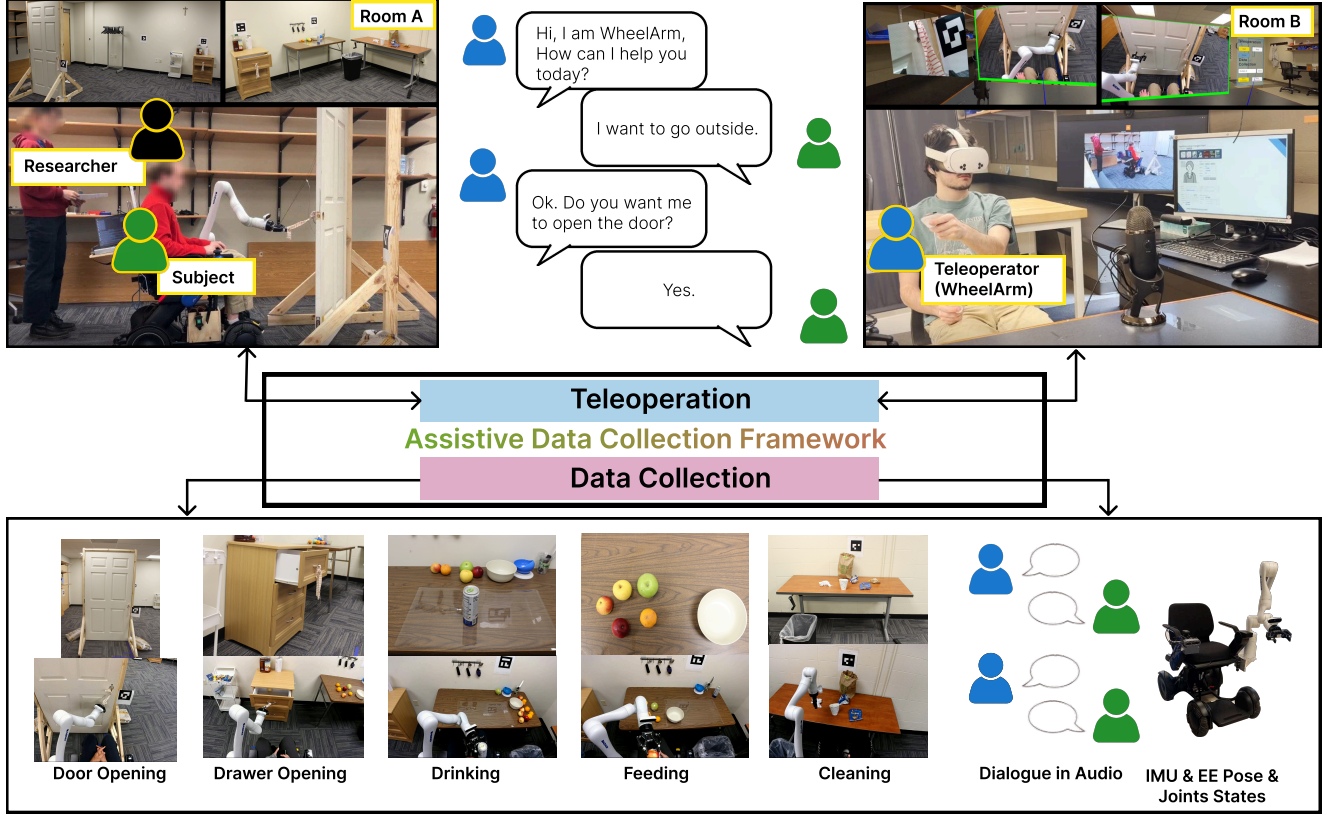 Room A
Researcher
Subject
Hi, I am WheelArm,
How can I help you
today?
I want to go outside.
Ok. Do you want me
to open the door?
Yes.
Room B
Teleoperator
(WheelArm)
Teleoperation
Assistive Data Collection Framework
Data Collection
Door Opening
Drawer Opening
Drinking
Feeding
Cleaning
Dialogue in Audio
IMU & EE Pose &
Joints States